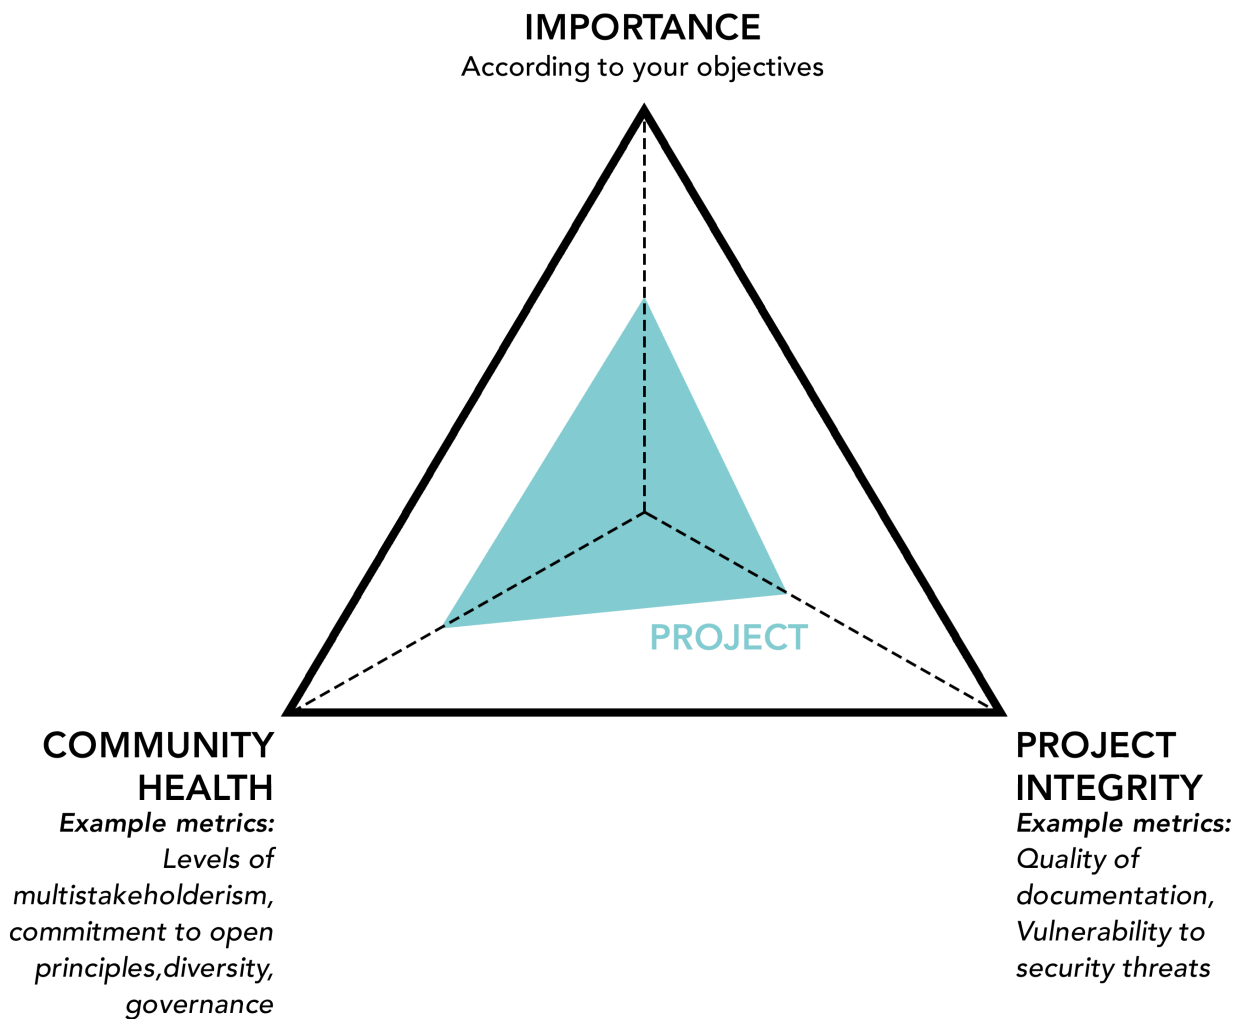 IMPORTANCE
According to your objectives
PROJECT
COMMUNITY
HEALTH
Example metrics:
Levels of
multistakeholderism,
commitment to open
principles,diversity,
governance
PROJECT
INTEGRITY
Example metrics:
Quality of
documentation,
Vulnerability to
security threats